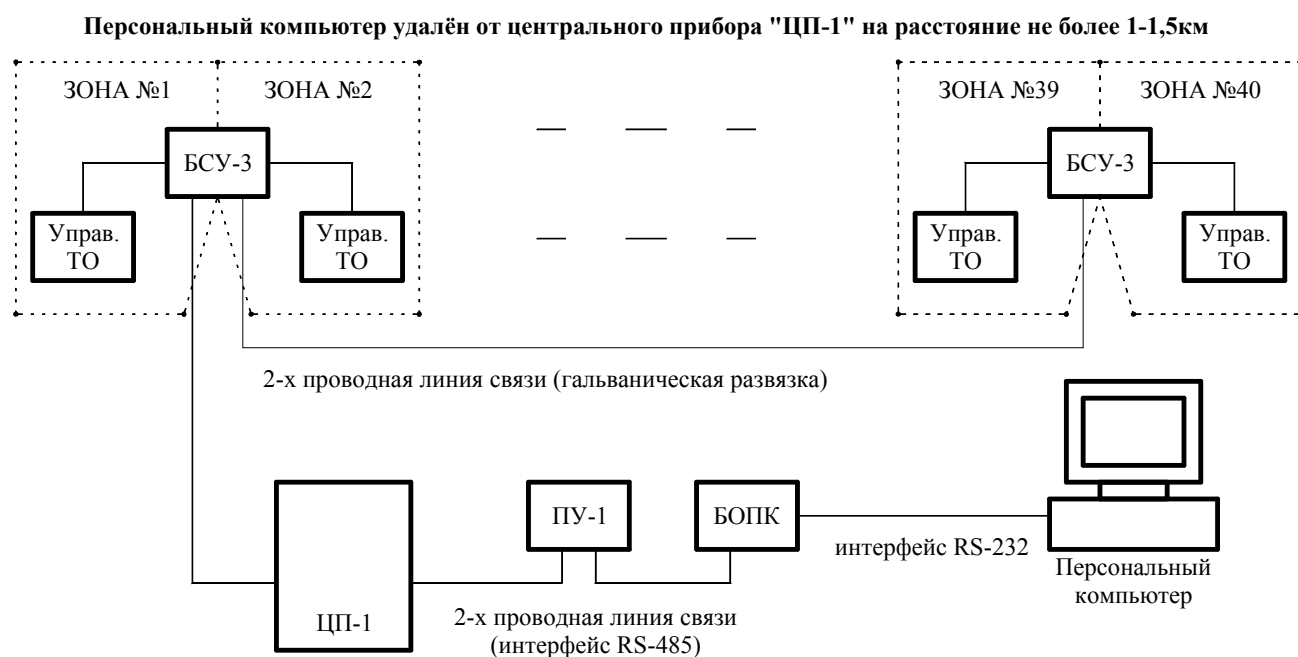 Персональный компьютер удалён от центрального прибора "ЦП-1" на расстояние не более 1-1,5км
ЗОНА №1
ЗОНА №2
ЗОНА №39
ЗОНА №40
БСУ-3
БСУ-3
Управ.
ТО
Управ.
ТО
Управ.
ТО
Управ.
ТО
2-х проводная линия связи (гальваническая развязка)
ЦП-1
ПУ-1
БОПК
интерфейс RS-232
2-х проводная линия связи
(интерфейс RS-485)
Персональный
компьютер